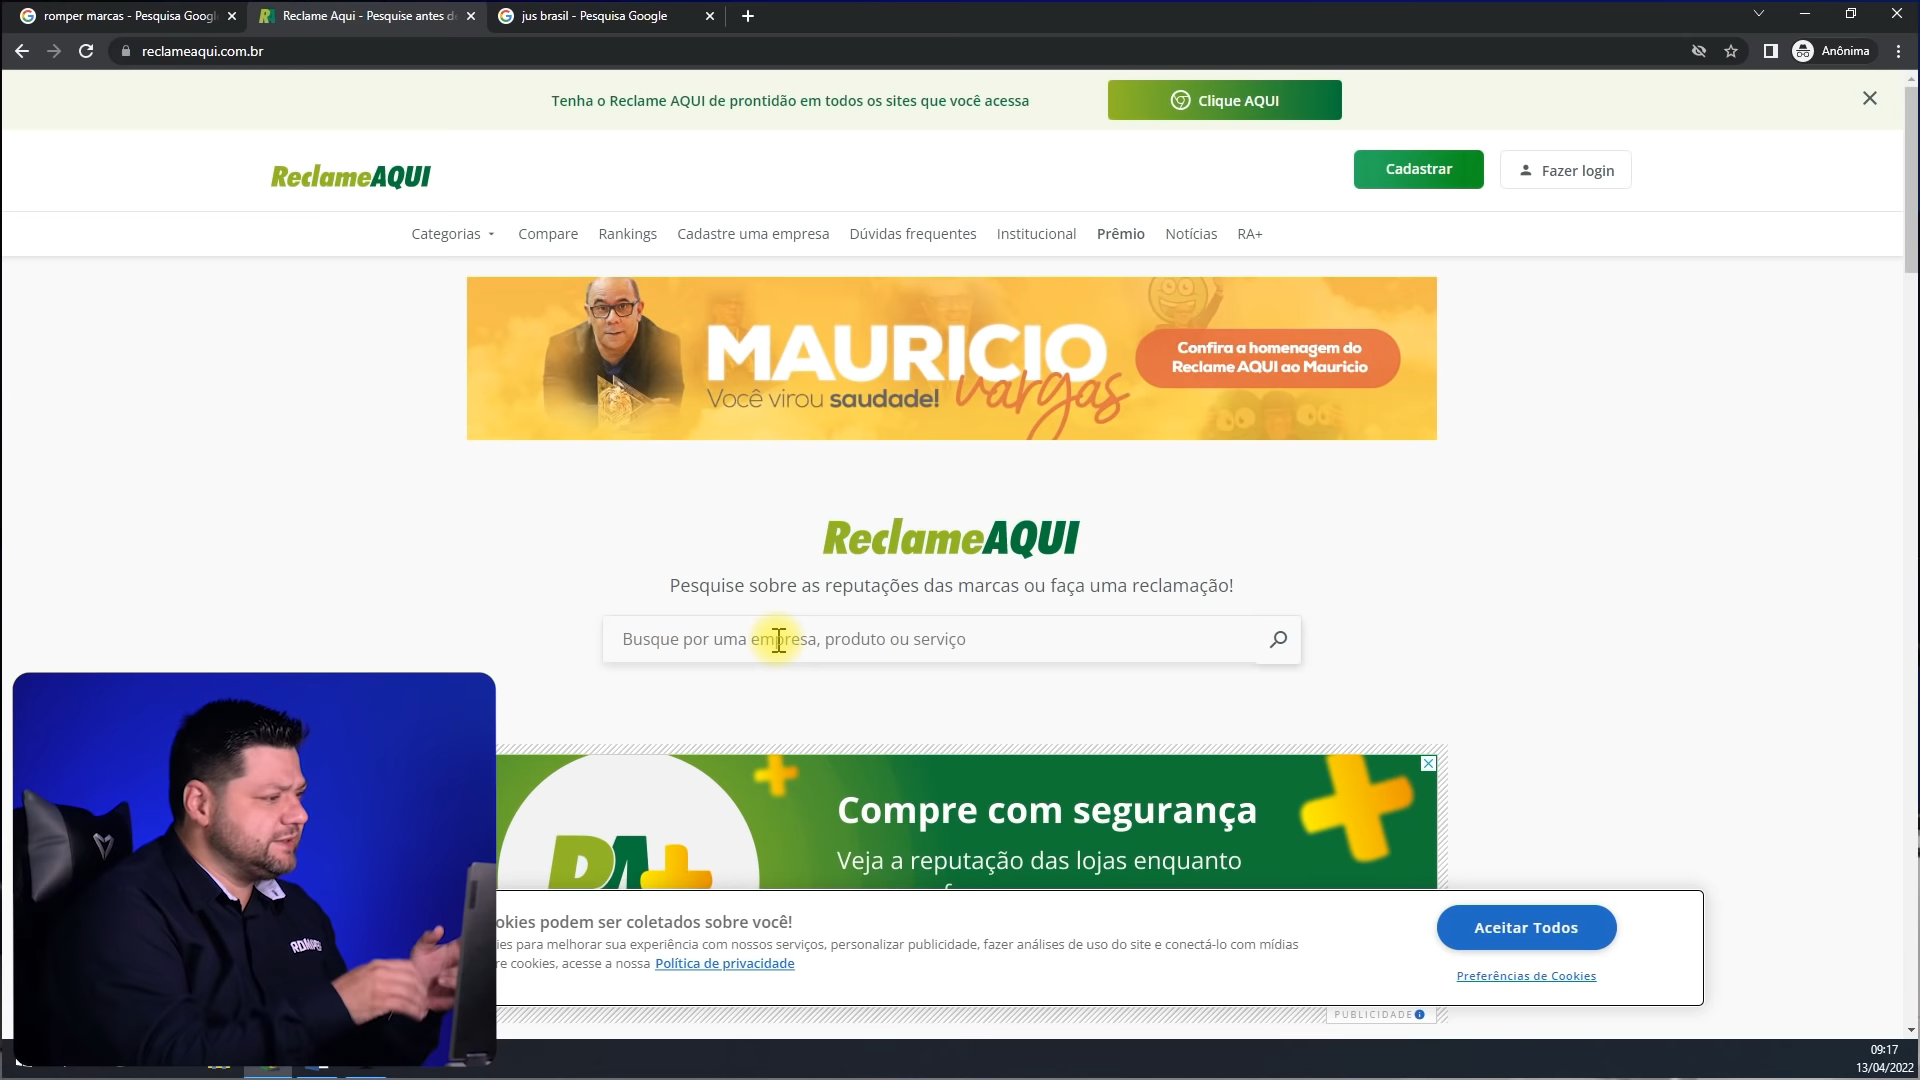 romper marcas - Pesquisa Googl
Reclame Aqui - Pesquise antes de
jus brasil - Pesquisa Google
reclameaqui.com.br
Anônima
Tenha o Reclame AQUI de prontidão em todos os sites que você acessa
Clique AQUI
ReclameAQUI
Cadastrar
Fazer login
Categorias
Compare
Rankings
Cadastre uma empresa
Dúvidas frequentes
Institucional
Prêmio
Notícias
RA+
MAURICIO
vargas
Você virou saudade!
Confira a homenagem do
Reclame AQUI ao Mauricio
ReclameAQUI
Pesquise sobre as reputações das marcas ou faça uma reclamação!
Busque por uma empresa, produto ou serviço
RA+
Compre com segurança
Veja a reputação das lojas enquanto
okies podem ser coletados sobre você!
ies para melhorar sua experiência com nossos serviços, personalizar publicidade, fazer análises de uso do site e conectá-lo com mídias
re cookies, acesse a nossa Política de privacidade
Aceitar Todos
Preferências de Cookies
PUBLICIDADE
ROMPER
09:17
13/04/2022